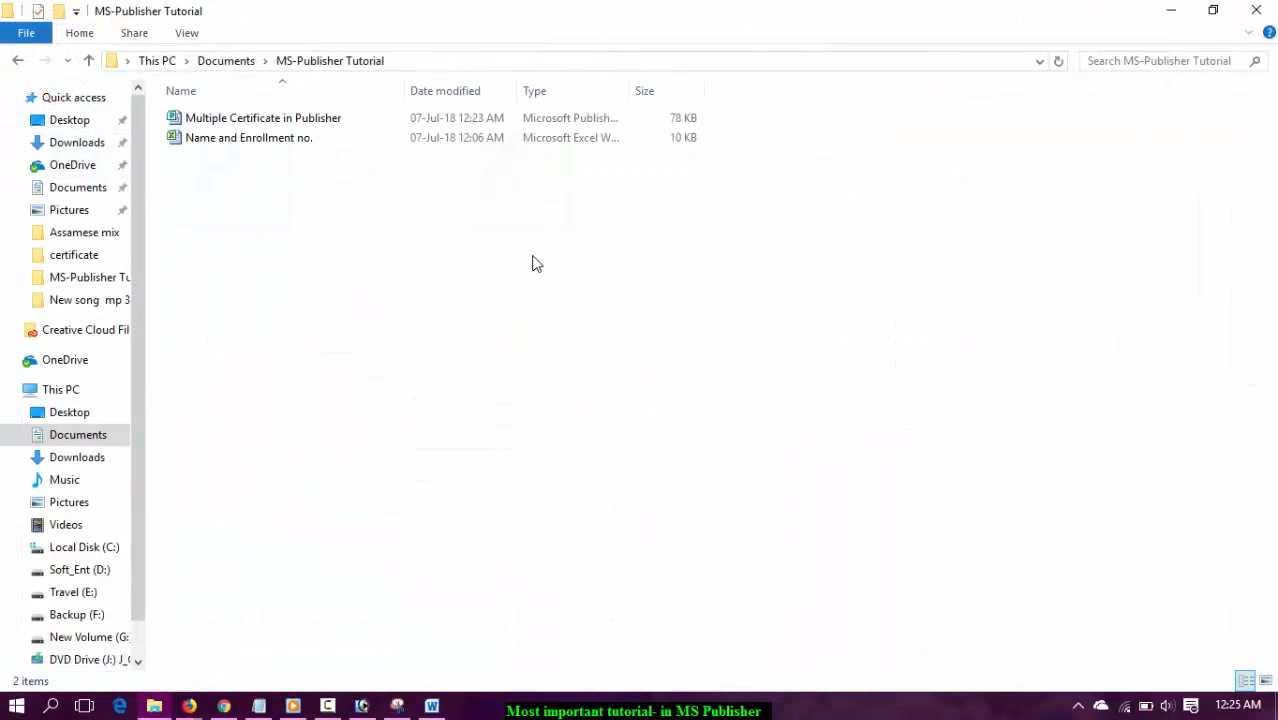 MS-Publisher Tutorial
File Home Share View
This PC Documents MS-Publisher Tutorial Search MS-Publisher Tutorial
Name Date modified Type Size
Multiple Certificate in Publisher 07-Jul-18 12:23 AM Microsoft Publish... 78 KB
Name and Enrollment no. 07-Jul-18 12:06 AM Microsoft Excel W... 10 KB
Quick access
Desktop
Downloads
OneDrive
Documents
Pictures
Assamese mix
certificate
MS-Publisher Tu
New song mp 3
Creative Cloud Fil
OneDrive
This PC
Desktop
Documents
Downloads
Music
Pictures
Videos
Local Disk (C:)
Soft_Ent (D:)
Travel (E:)
Backup (F:)
New Volume (G:
DVD Drive (J:) J_C
2 items
Most important tutorial- in MS Publisher
12:25 AM